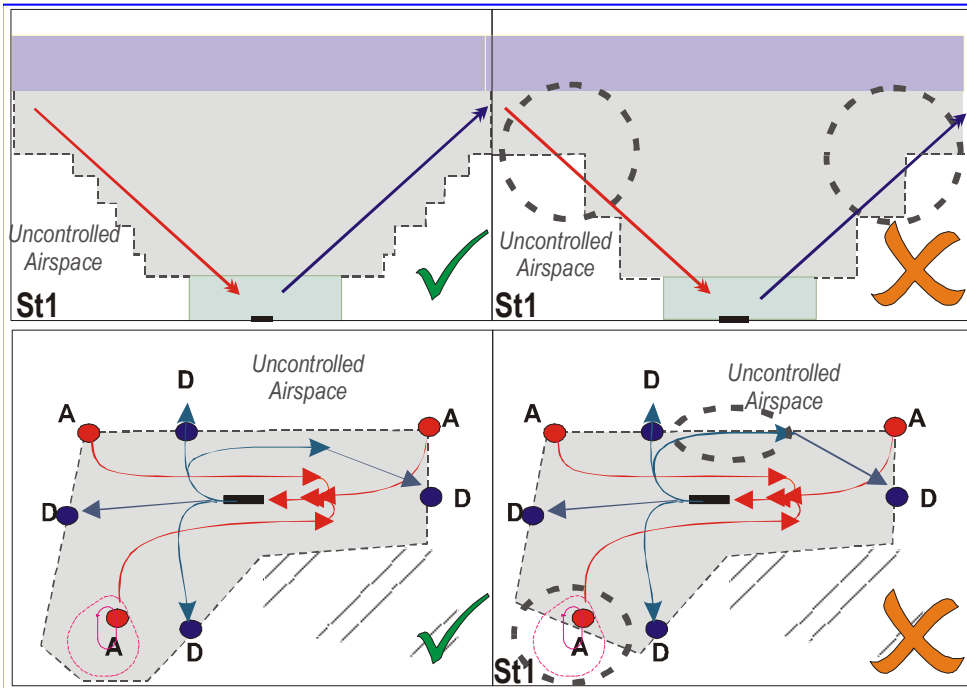 Uncontrolled
Airspace
St1
Uncontrolled
Airspace
St1
Uncontrolled
Airspace
D
A
A
D
D
A
D
Uncontrolled
Airspace
D
A
A
D
D
A
D
St1